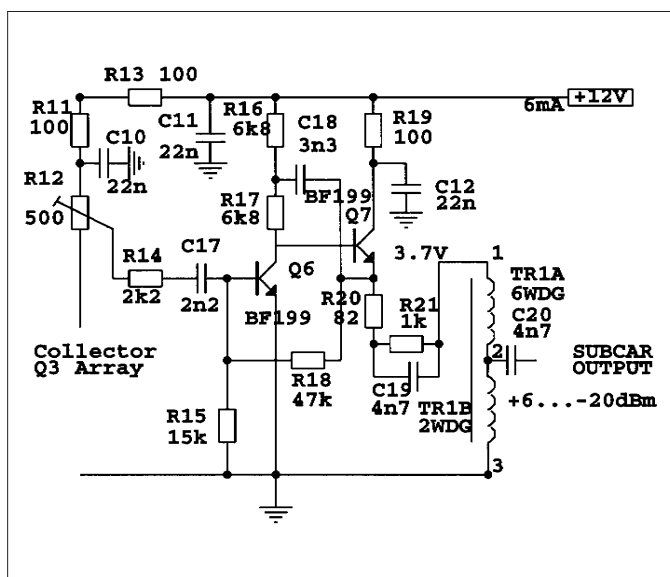 R13 100
R11
100
C10
22n
C11
22n
R16
6k8
C18
3n3
R19
100
6mA
+12V
R12
500
R17
6k8
BF199
Q7
C12
22n
R14
2k2
C17
2n2
Q6
BF199
3.7V
1
TR1A
6WDG
R20
82
R21
1k
C20
4n7
2
Collector
Q3 Array
R18
47k
C19
4n7
TR1B
2WDG
SUBCAR
OUTPUT
+6...-20dBm
R15
15k
3